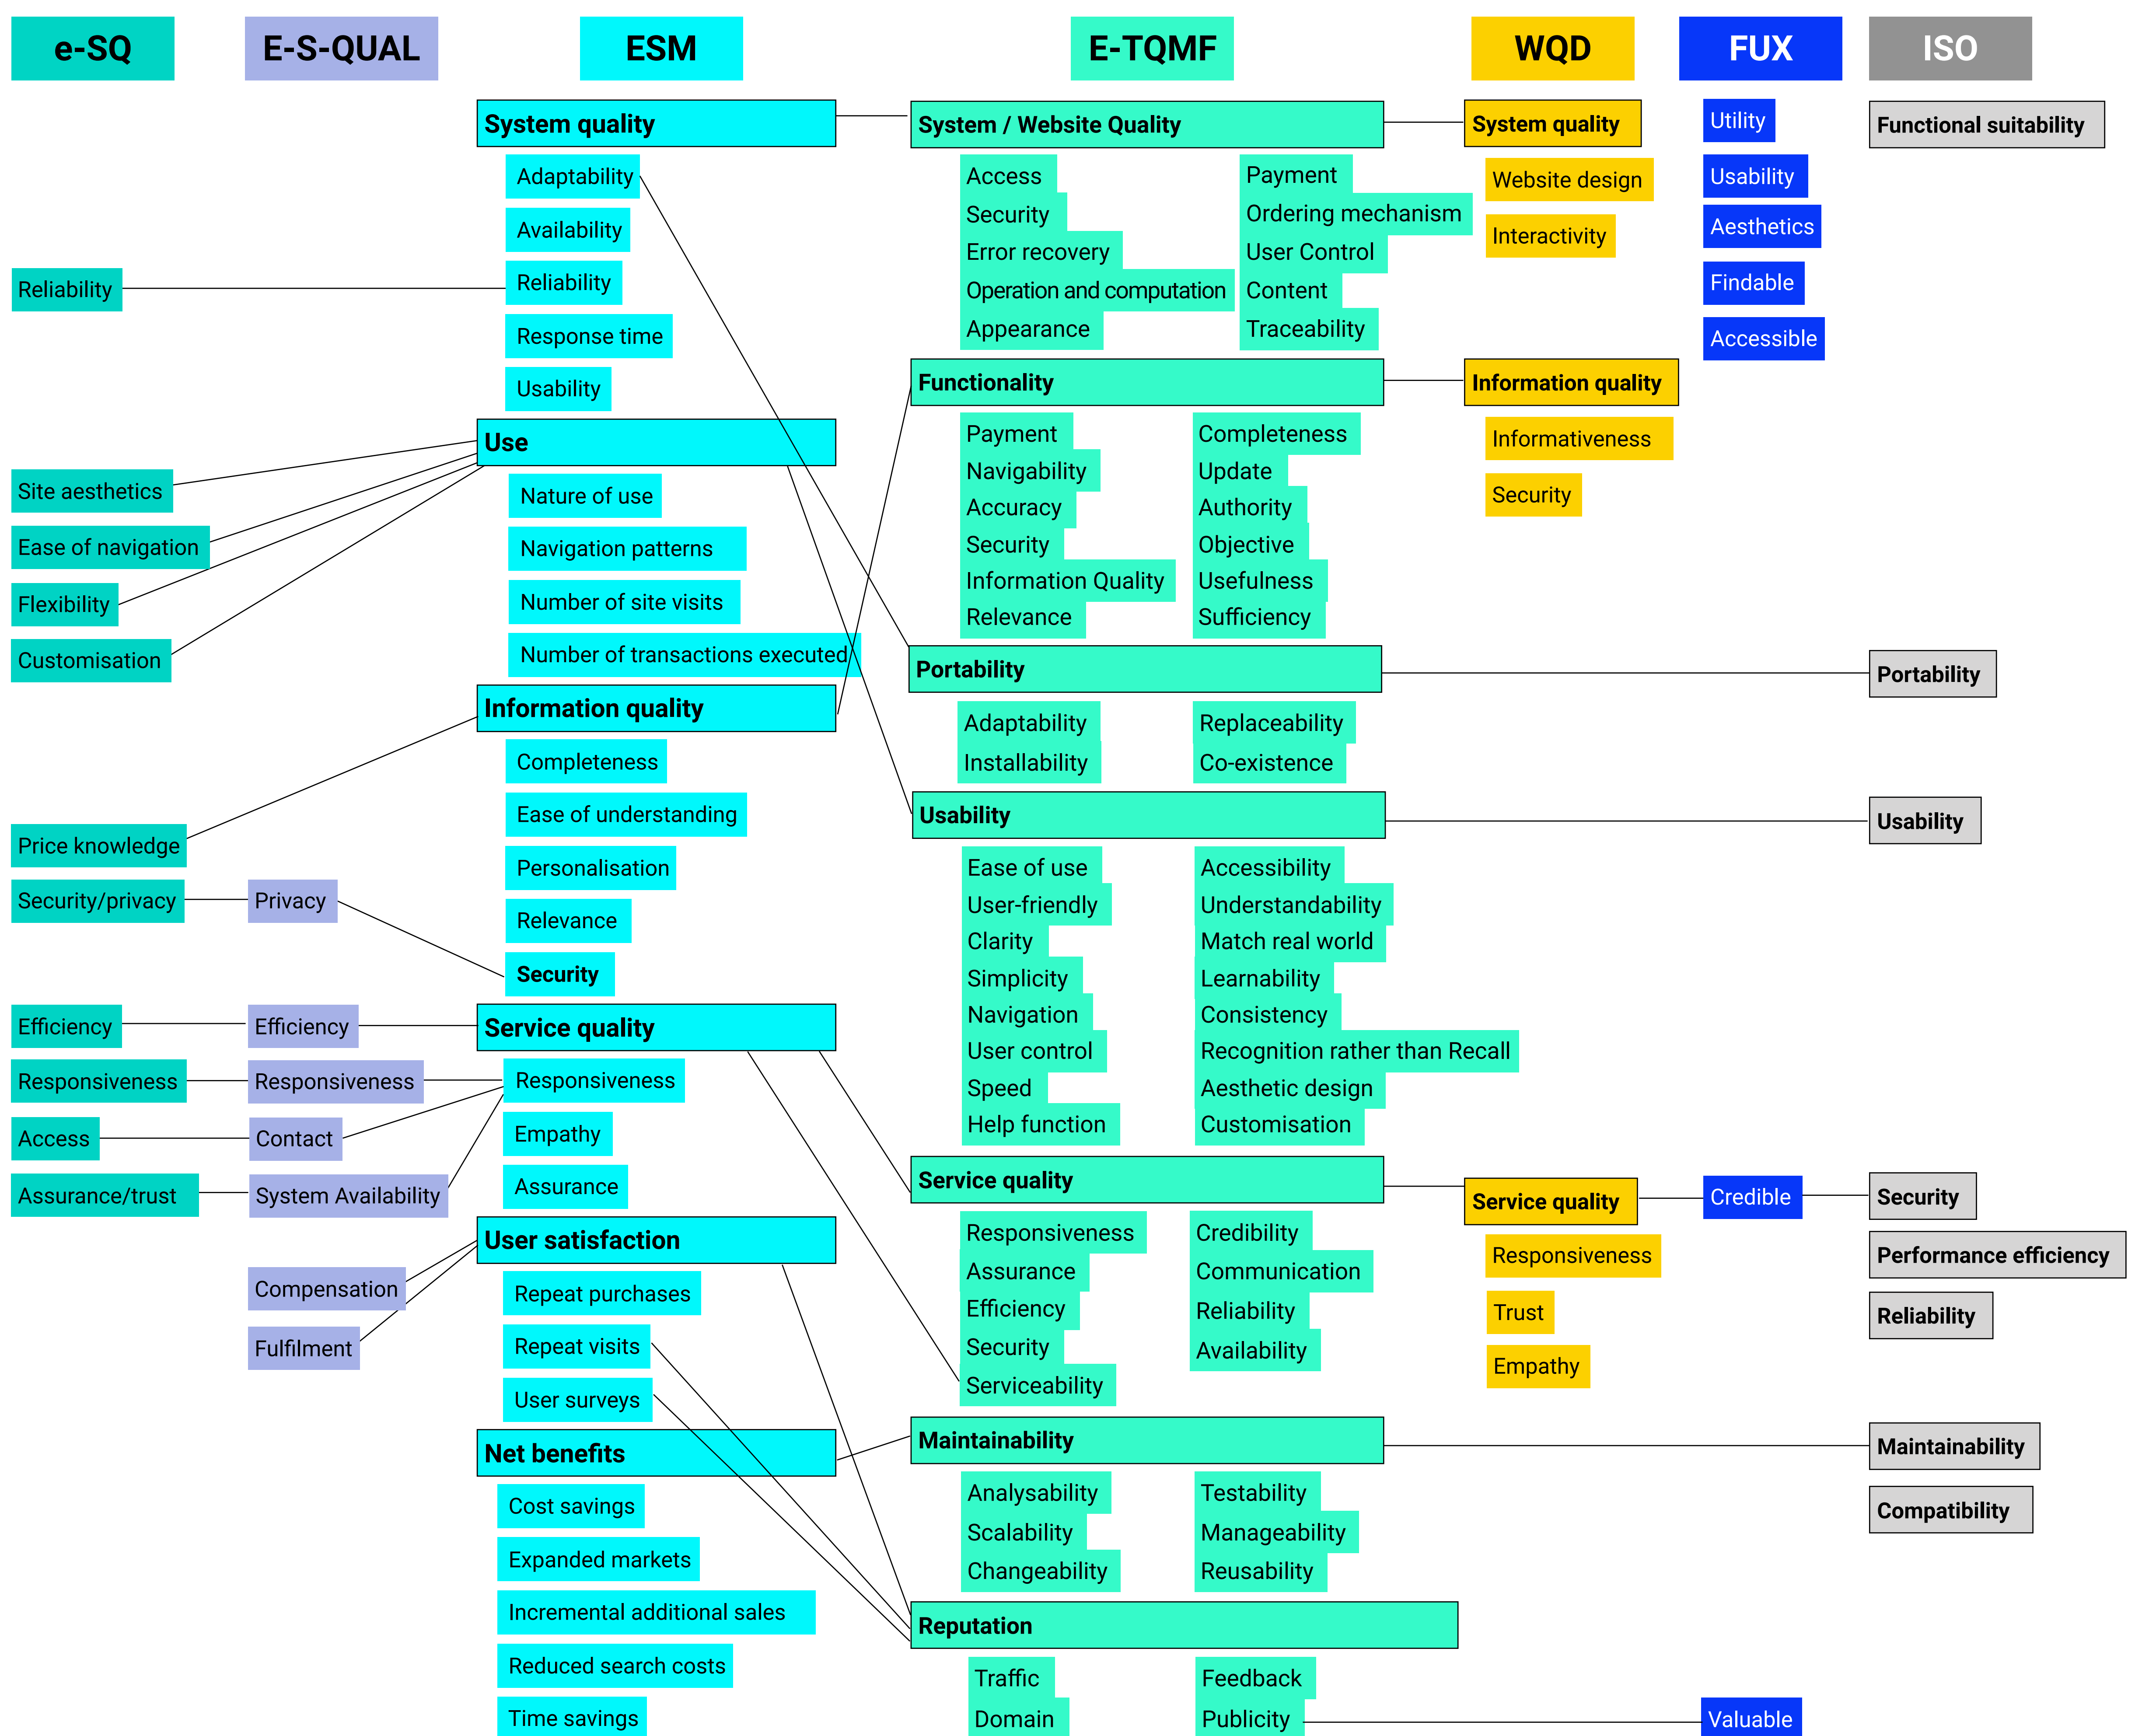 e-SQ
E-S-QUAL
ESM
E-TQMF
WQD
FUX
ISO
Reliability
Site aesthetics
Ease of navigation
Flexibility
Customisation
Price knowledge
Security/privacy
Efficiency
Responsiveness
Access
Assurance/trust
Privacy
Efficiency
Responsiveness
Contact
System Availability
Compensation
Fulfilment
System quality
Adaptability
Availability
Reliability
Response time
Usability
Use
Nature of use
Navigation patterns
Number of site visits
Number of transactions executed
Information quality
Completeness
Ease of understanding
Personalisation
Relevance
Security
Service quality
Responsiveness
Empathy
Assurance
User satisfaction
Repeat purchases
Repeat visits
User surveys
Net benefits
Cost savings
Expanded markets
Incremental additional sales
Reduced search costs
Time savings
System / Website Quality
Access
Security
Error recovery
Operation and computation
Appearance
Payment
Ordering mechanism
User Control
Content
Traceability
Functionality
Payment
Navigability
Accuracy
Security
Information Quality
Relevance
Completeness
Update
Authority
Objective
Usefulness
Sufficiency
Portability
Adaptability
Installability
Replaceability
Co-existence
Usability
Ease of use
User-friendly
Clarity
Simplicity
Navigation
User control
Speed
Help function
Accessibility
Understandability
Match real world
Learnability
Consistency
Recognition rather than Recall
Aesthetic design
Customisation
Service quality
Responsiveness
Assurance
Efficiency
Security
Serviceability
Credibility
Communication
Reliability
Availability
Maintainability
Analysability
Scalability
Changeability
Testability
Manageability
Reusability
Reputation
Traffic
Domain
Feedback
Publicity
System quality
Website design
Interactivity
Information quality
Informativeness
Security
Service quality
Responsiveness
Trust
Empathy
Utility
Usability
Aesthetics
Findable
Accessible
Credible
Valuable
Functional suitability
Portability
Usability
Security
Performance efficiency
Reliability
Maintainability
Compatibility